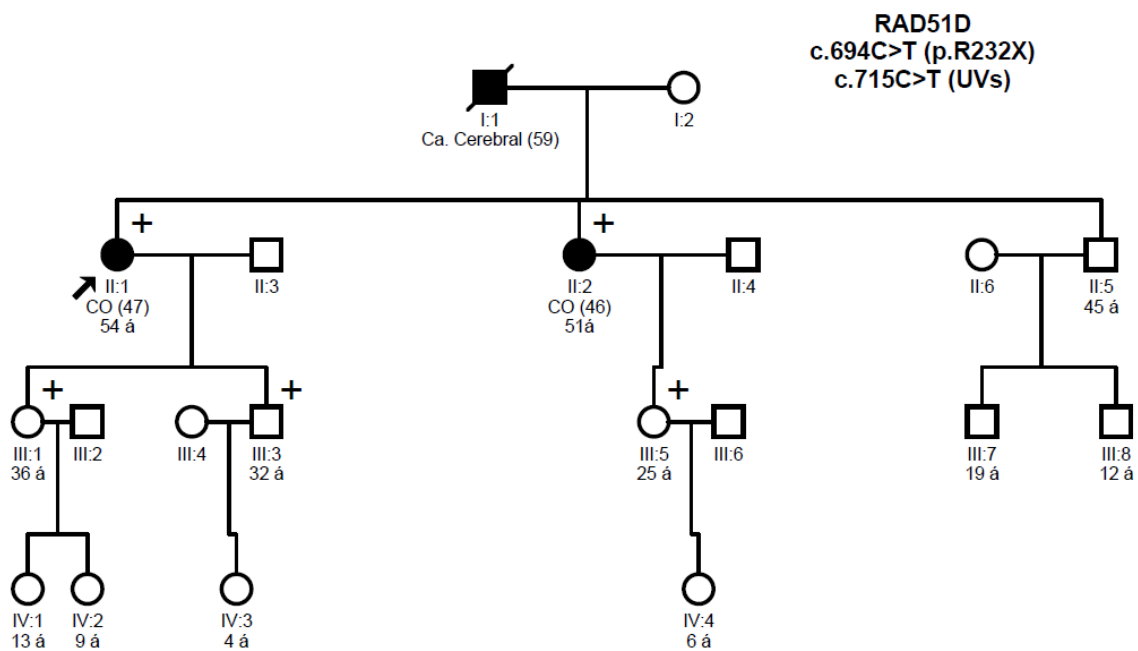 RAD51D
c.694C>T (p.R232X)
c.715C>T (UVs)
I:1
Ca. Cerebral (59)
I:2
+
+
II:1
CO (47)
54 á
II:3
II:2
CO (46)
51á
II:4
II:6
II:5
45 á
+
+
+
III:1
36 á
III:2
III:4
III:3
32 á
III:5
25 á
III:6
III:7
19 á
III:8
12 á
IV:1
13 á
IV:2
9 á
IV:3
4 á
IV:4
6 á